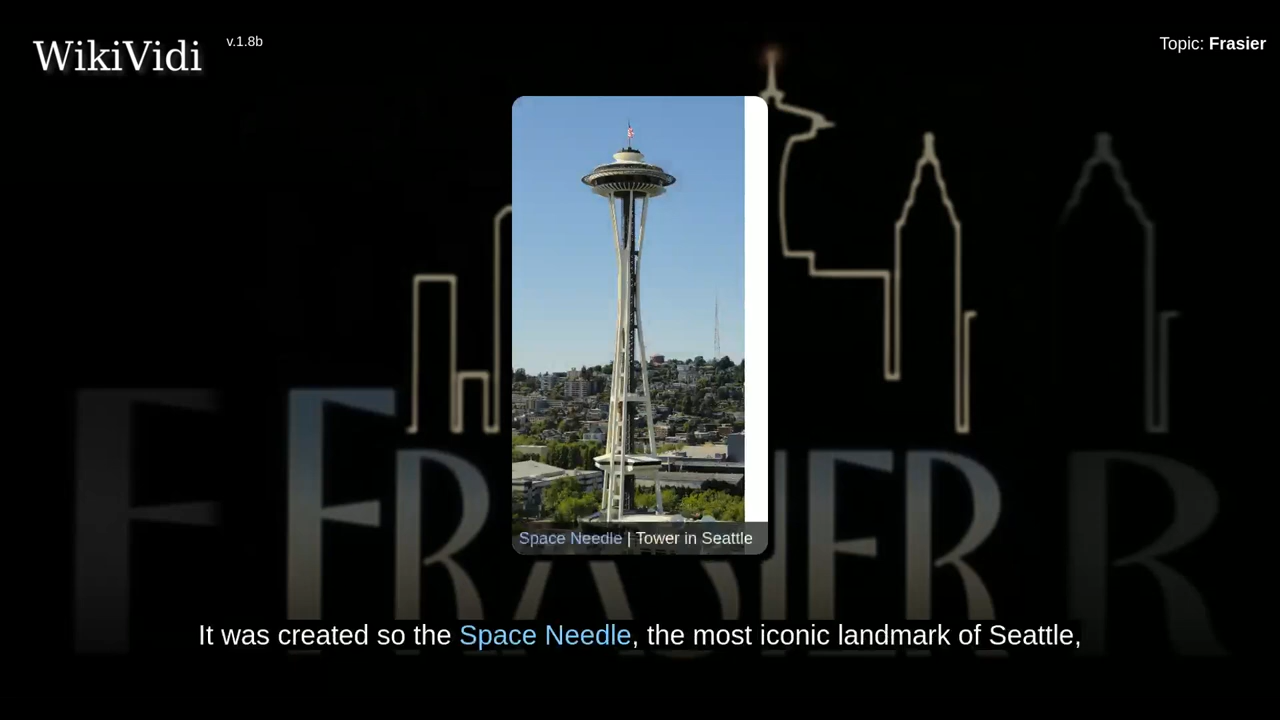 WikiVidi v.1.8b
Topic: Frasier
Space Needle | Tower in Seattle
FRASIER
It was created so the Space Needle, the most iconic landmark of Seattle,